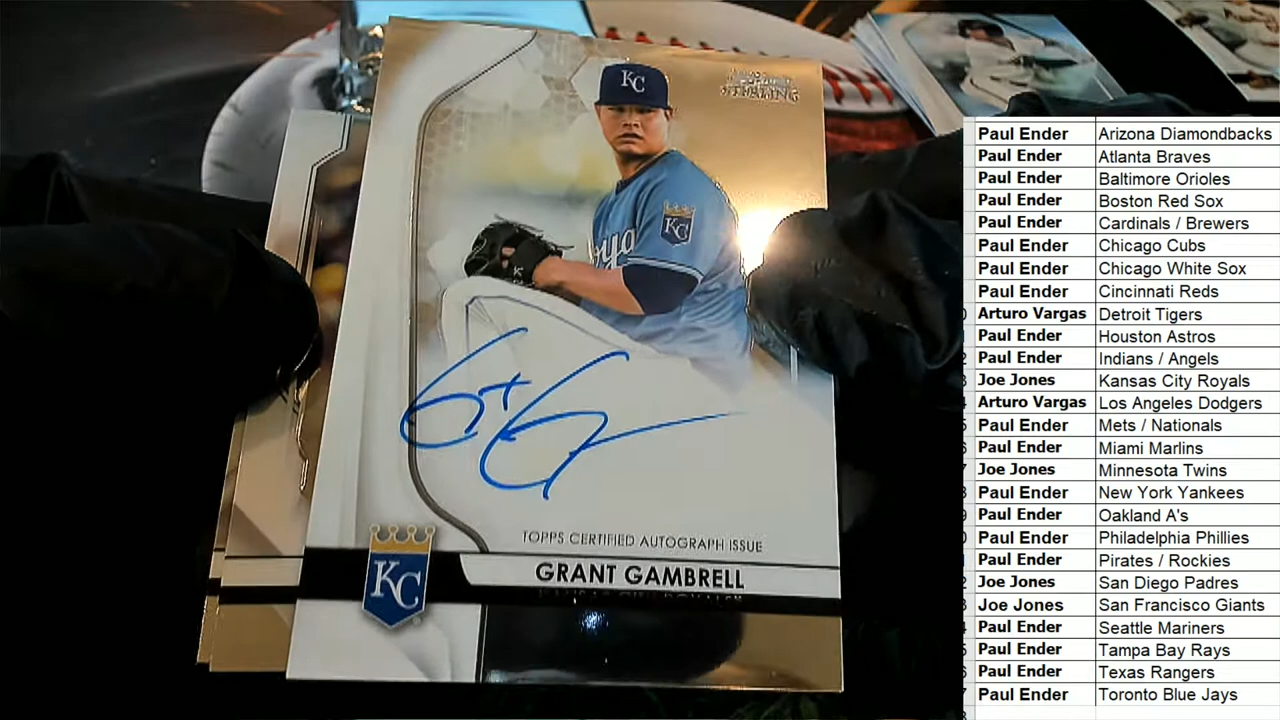 KC
STERLING
KC
TOPPS CERTIFIED AUTOGRAPH ISSUE
GRANT GAMBRELL
KC
Paul Ender Arizona Diamondbacks
Paul Ender Atlanta Braves
Paul Ender Baltimore Orioles
Paul Ender Boston Red Sox
Paul Ender Cardinals / Brewers
Paul Ender Chicago Cubs
Paul Ender Chicago White Sox
Paul Ender Cincinnati Reds
Arturo Vargas Detroit Tigers
Paul Ender Houston Astros
Paul Ender Indians / Angels
Joe Jones Kansas City Royals
Arturo Vargas Los Angeles Dodgers
Paul Ender Mets / Nationals
Paul Ender Miami Marlins
Joe Jones Minnesota Twins
Paul Ender New York Yankees
Paul Ender Oakland A's
Paul Ender Philadelphia Phillies
Paul Ender Pirates / Rockies
Joe Jones San Diego Padres
Joe Jones San Francisco Giants
Paul Ender Seattle Mariners
Paul Ender Tampa Bay Rays
Paul Ender Texas Rangers
Paul Ender Toronto Blue Jays